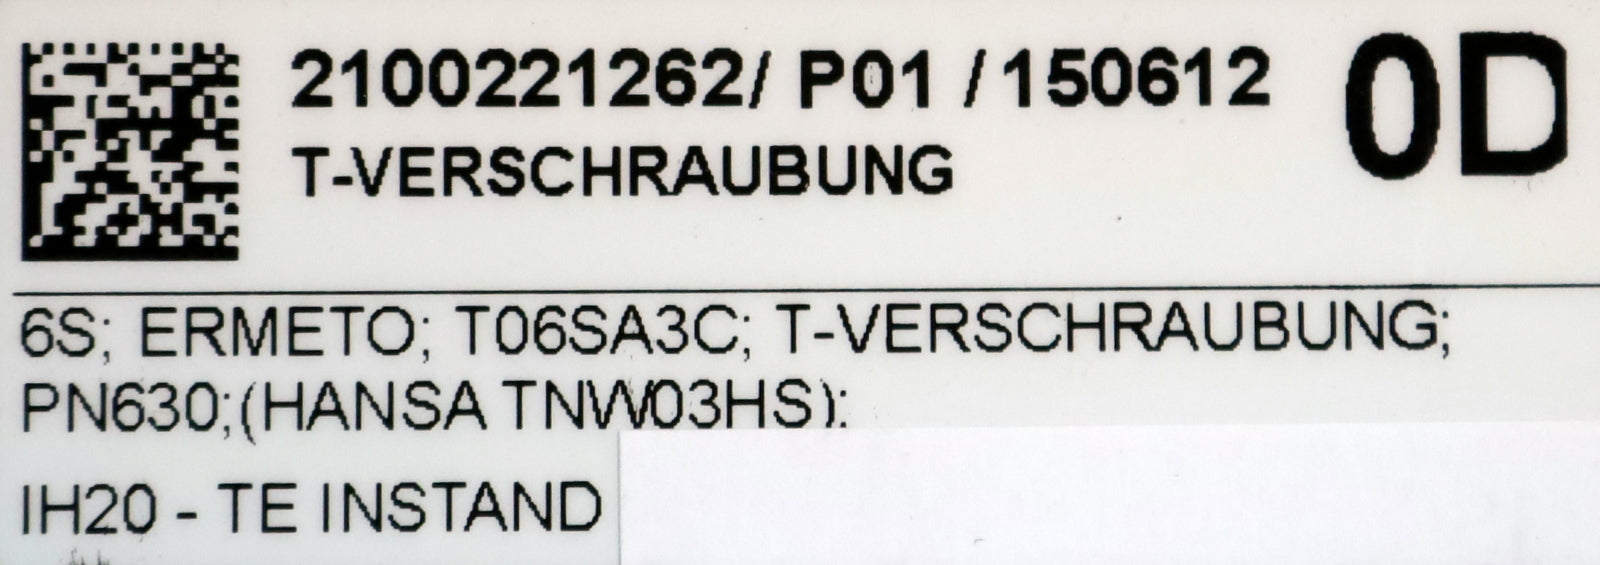 2100221262/ P01 / 150612
0D
T-VERSCHRAUBUNG
6S; ERMETO; T06SA3C; T-VERSCHRAUBUNG;
PN630;(HANSA TNW03HS);
IH20 - TE INSTAND